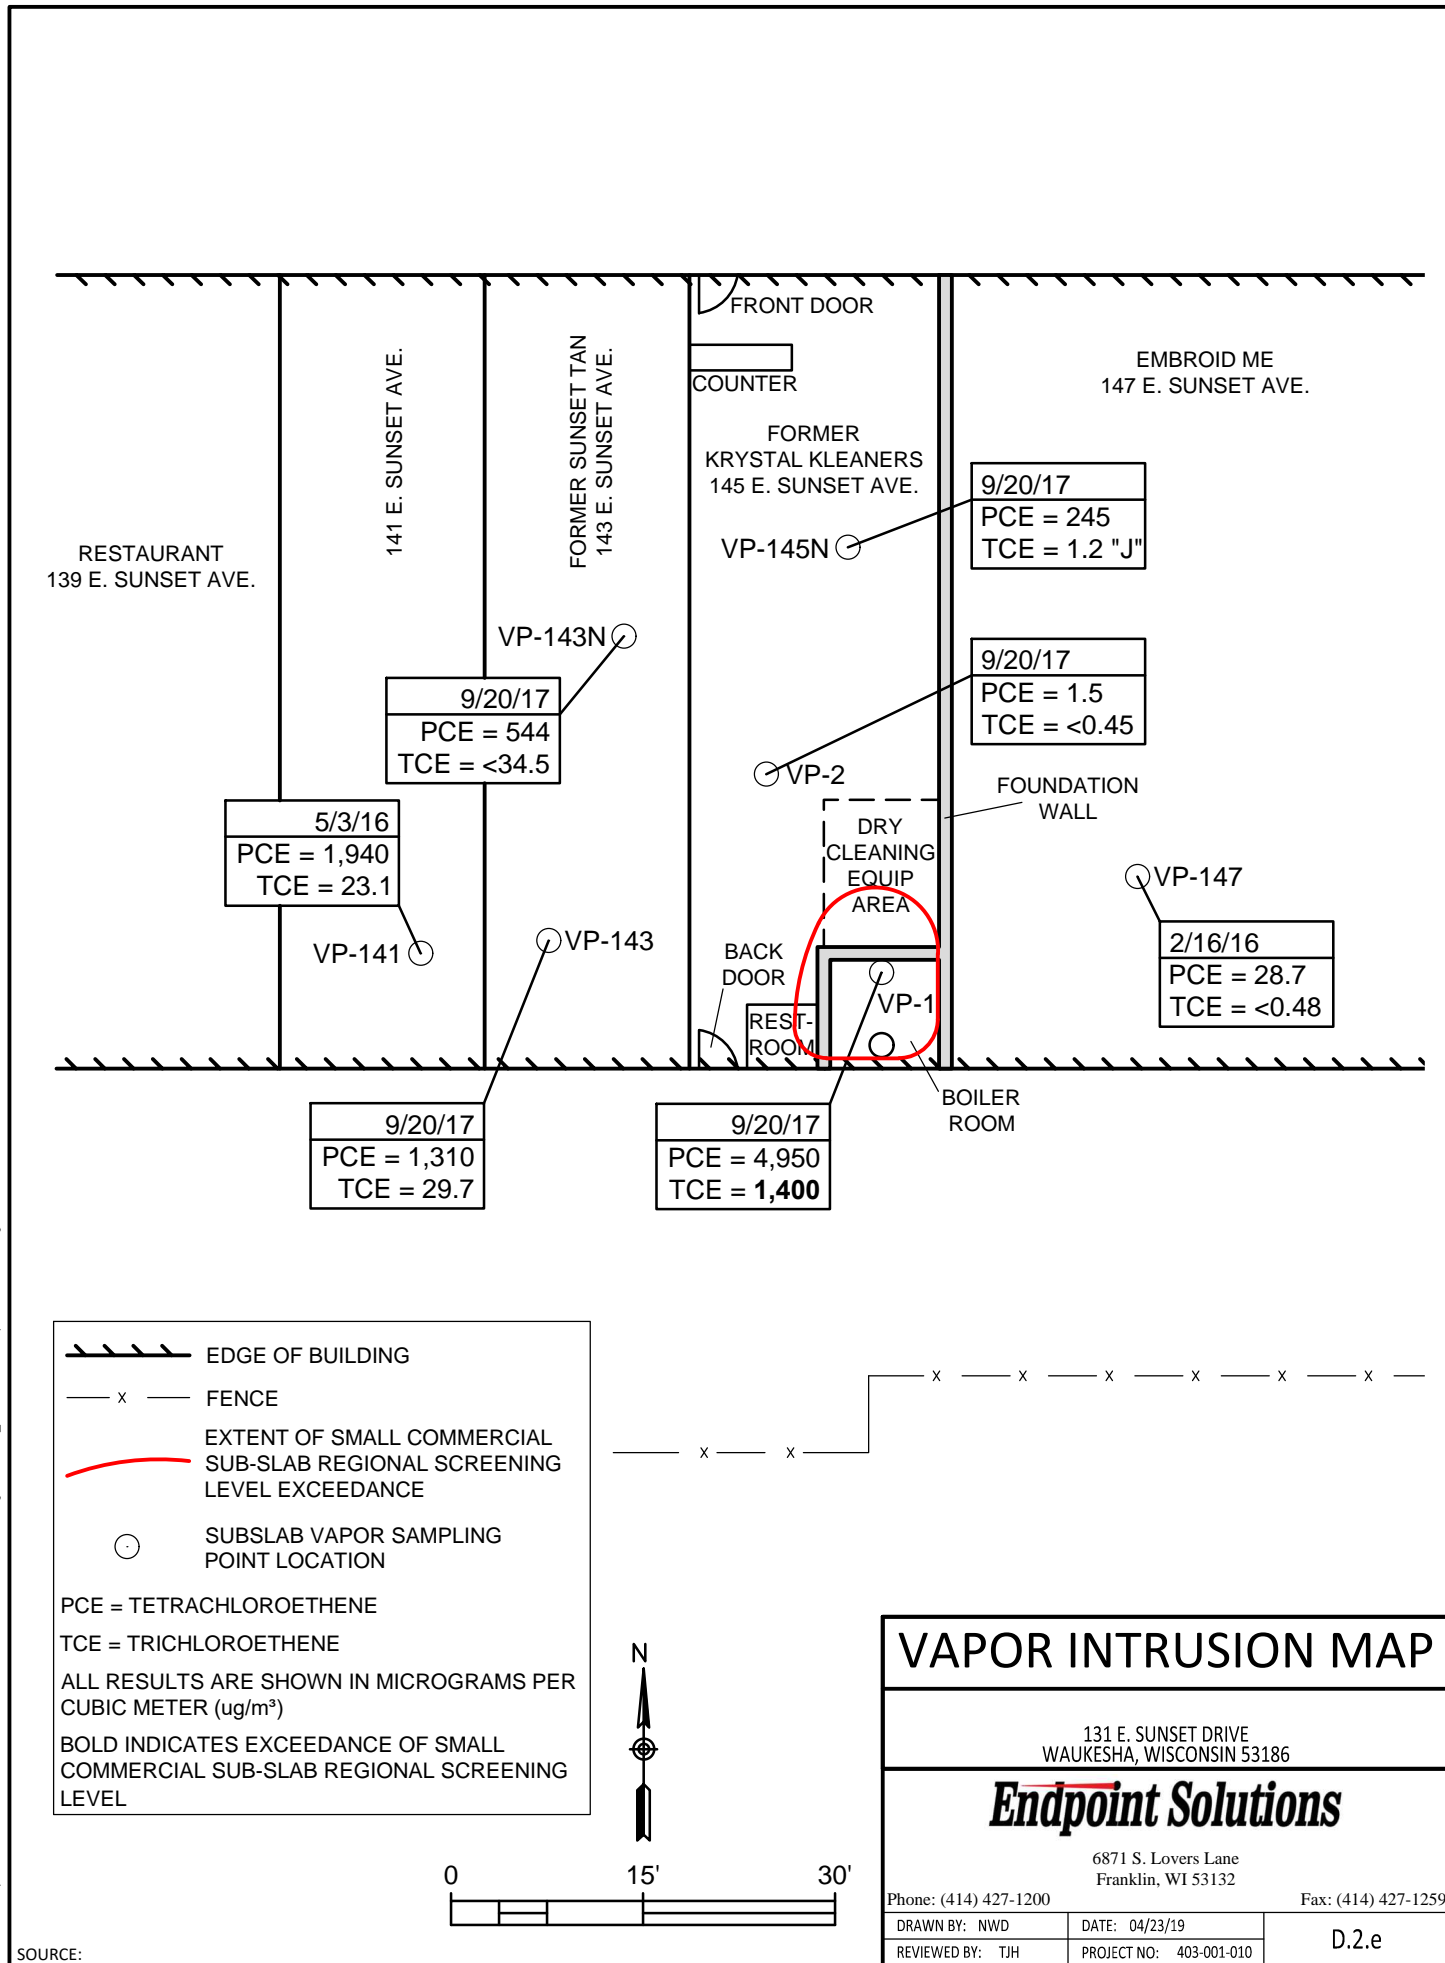 FRONT DOOR
COUNTER
EMBROID ME
147 E. SUNSET AVE.
141 E. SUNSET AVE.
FORMER SUNSET TAN
143 E. SUNSET AVE.
FORMER
KRYSTAL KLEANERS
145 E. SUNSET AVE.
RESTAURANT
139 E. SUNSET AVE.
VP-145N
9/20/17
PCE = 245
TCE = 1.2 "J"
VP-143N
9/20/17
PCE = 544
TCE = <34.5
9/20/17
PCE = 1.5
TCE = <0.45
VP-2
FOUNDATION
WALL
5/3/16
PCE = 1,940
TCE = 23.1
VP-141
VP-143
DRY
CLEANING
EQUIP
AREA
VP-147
2/16/16
PCE = 28.7
TCE = <0.48
BACK
DOOR
VP-1
REST-
ROOM
BOILER
ROOM
9/20/17
PCE = 1,310
TCE = 29.7
9/20/17
PCE = 4,950
TCE = 1,400
EDGE OF BUILDING
x
FENCE
EXTENT OF SMALL COMMERCIAL
SUB-SLAB REGIONAL SCREENING
LEVEL EXCEEDANCE
SUBSLAB VAPOR SAMPLING
POINT LOCATION
PCE = TETRACHLOROETHENE
TCE = TRICHLOROETHENE
ALL RESULTS ARE SHOWN IN MICROGRAMS PER
CUBIC METER (ug/m³)
BOLD INDICATES EXCEEDANCE OF SMALL
COMMERCIAL SUB-SLAB REGIONAL SCREENING
LEVEL
x x x x x x
x x
N
0 15' 30'
VAPOR INTRUSION MAP
131 E. SUNSET DRIVE
WAUKESHA, WISCONSIN 53186
Endpoint Solutions
6871 S. Lovers Lane
Franklin, WI 53132
Phone: (414) 427-1200 Fax: (414) 427-1259
DRAWN BY: NWD DATE: 04/23/19
REVIEWED BY: TJH PROJECT NO: 403-001-010
D.2.e
SOURCE: